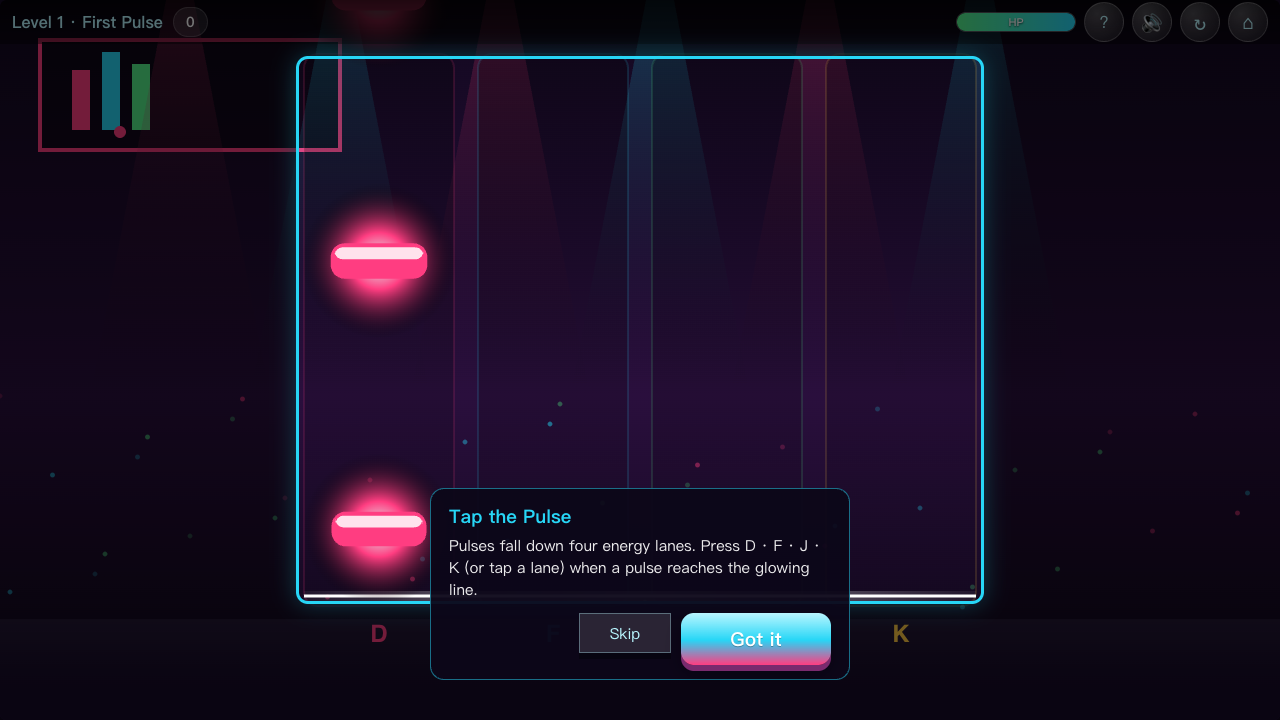 Level 1 · First Pulse 0 HP ? ↻ ⌂
Tap the Pulse
Pulses fall down four energy lanes. Press D · F · J ·
K (or tap a lane) when a pulse reaches the glowing
line.
Skip Got it
D K